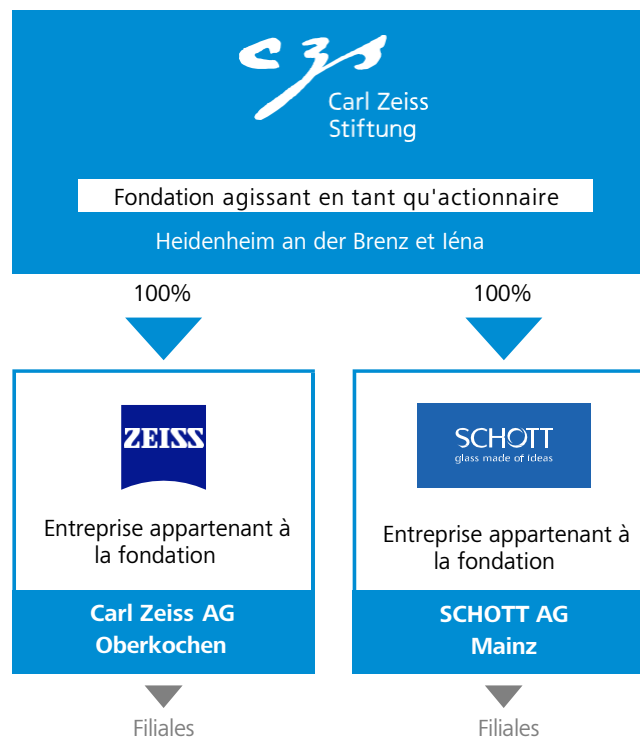 czs
Carl Zeiss
Stiftung
Fondation agissant en tant qu'actionnaire
Heidenheim an der Brenz et Iéna
100%
100%
ZEISS
Entreprise appartenant à
la fondation
Carl Zeiss AG
Oberkochen
Filiales
SCHOTT
glass made of ideas
Entreprise appartenant à
la fondation
SCHOTT AG
Mainz
Filiales